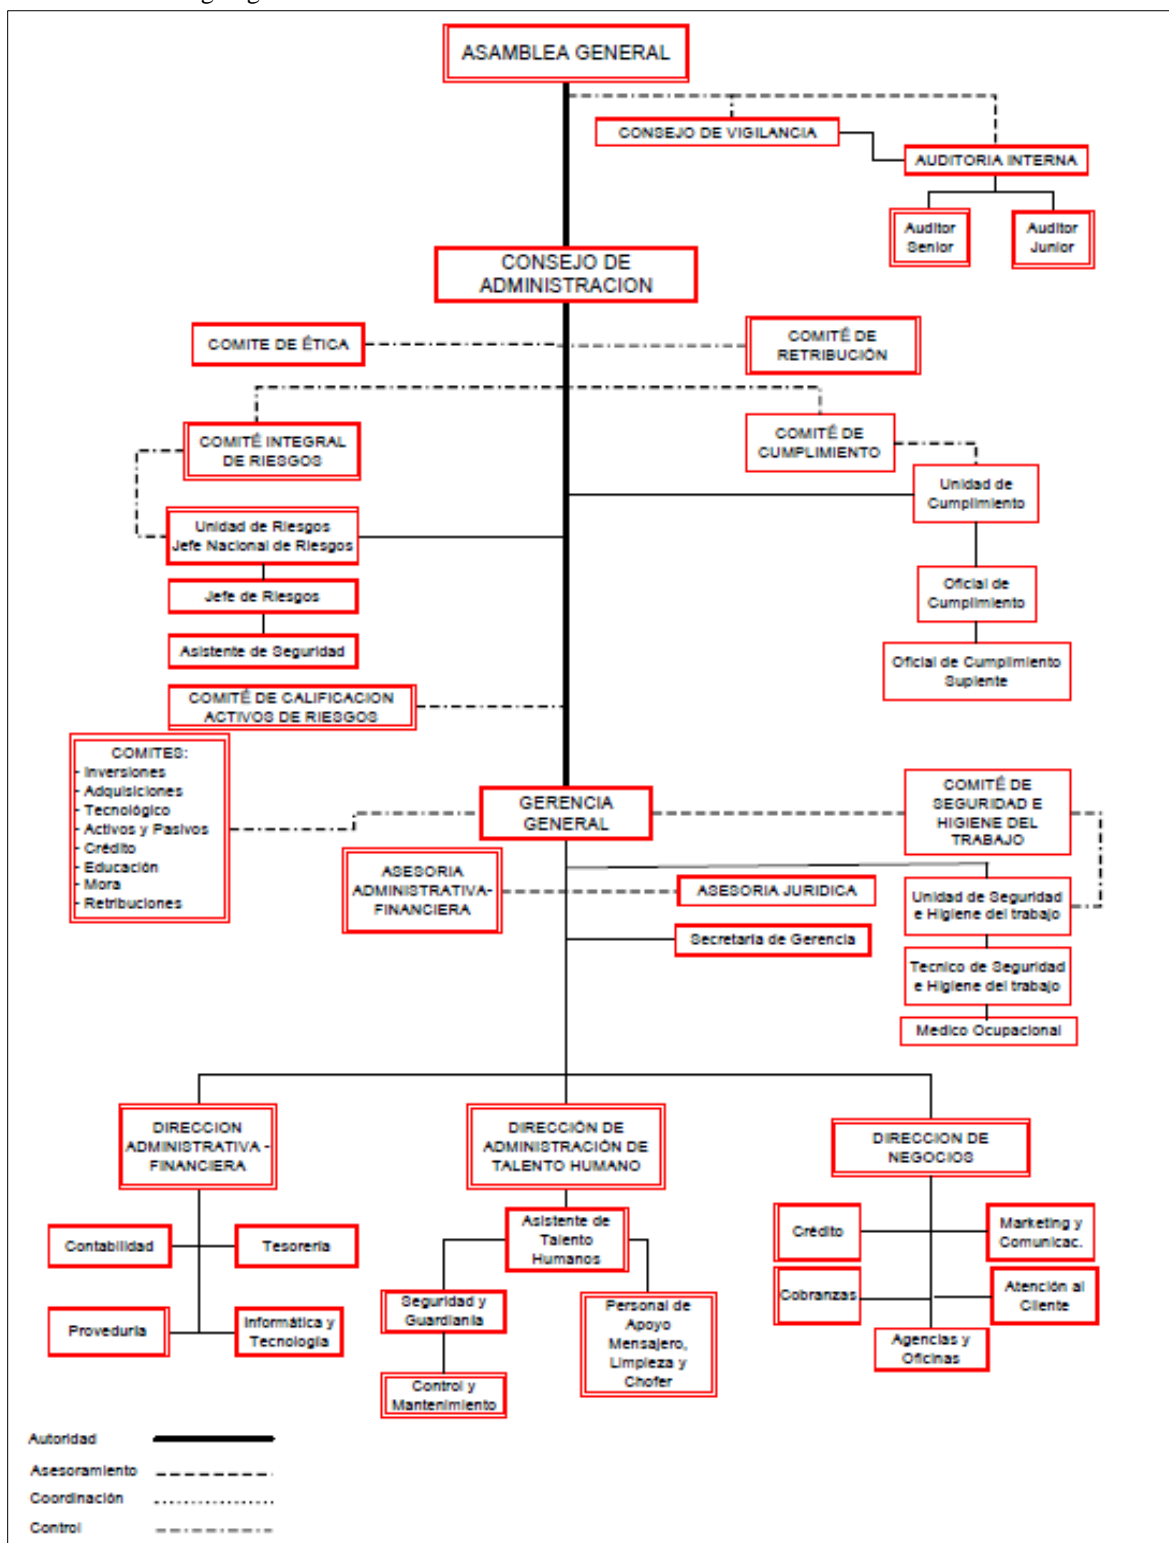 ASAMBLEA GENERAL
CONSEJO DE VIGILANCIA
AUDITORIA INTERNA
Auditor
Senior
Auditor
Junior
CONSEJO DE
ADMINISTRACION
COMITE DE ÉTICA
COMITÉ DE
RETRIBUCIÓN
COMITÉ INTEGRAL
DE RIESGOS
COMITÉ DE
CUMPLIMIENTO
Unidad de
Cumplimiento
Unidad de Riesgos
Jefe Nacional de Riesgos
Jefe de Riesgos
Asistente de Seguridad
Oficial de
Cumplimiento
Oficial de Cumplimiento
Suplente
COMITÉ DE CALIFICACION
ACTIVOS DE RIESGOS
COMITES:
- Inversiones
- Adquisiciones
- Tecnológico
- Activos y Pasivos
- Crédito
- Educación
- Mora
- Retribuciones
GERENCIA
GENERAL
COMITÉ DE
SEGURIDAD E
HIGIENE DEL
TRABAJO
ASESORIA
ADMINISTRATIVA-
FINANCIERA
ASESORIA JURIDICA
Unidad de Seguridad
e Higiene del trabajo
Secretaria de Gerencia
Tecnico de Seguridad
e Higiene del trabajo
Medico Ocupacional
DIRECCION
ADMINISTRATIVA -
FINANCIERA
DIRECCIÓN DE
ADMINISTRACIÓN DE
TALENTO HUMANO
DIRECCION DE
NEGOCIOS
Contabilidad
Tesoreria
Proveduria
Informática y
Tecnología
Asistente de
Talento
Humanos
Seguridad y
Guardianía
Control y
Mantenimiento
Personal de
Apoyo
Mensajero,
Limpieza y
Chofer
Crédito
Marketing y
Comunicac.
Cobranzas
Atención al
Cliente
Agencias y
Oficinas
Autoridad
Asesoramiento
Coordinación
Control